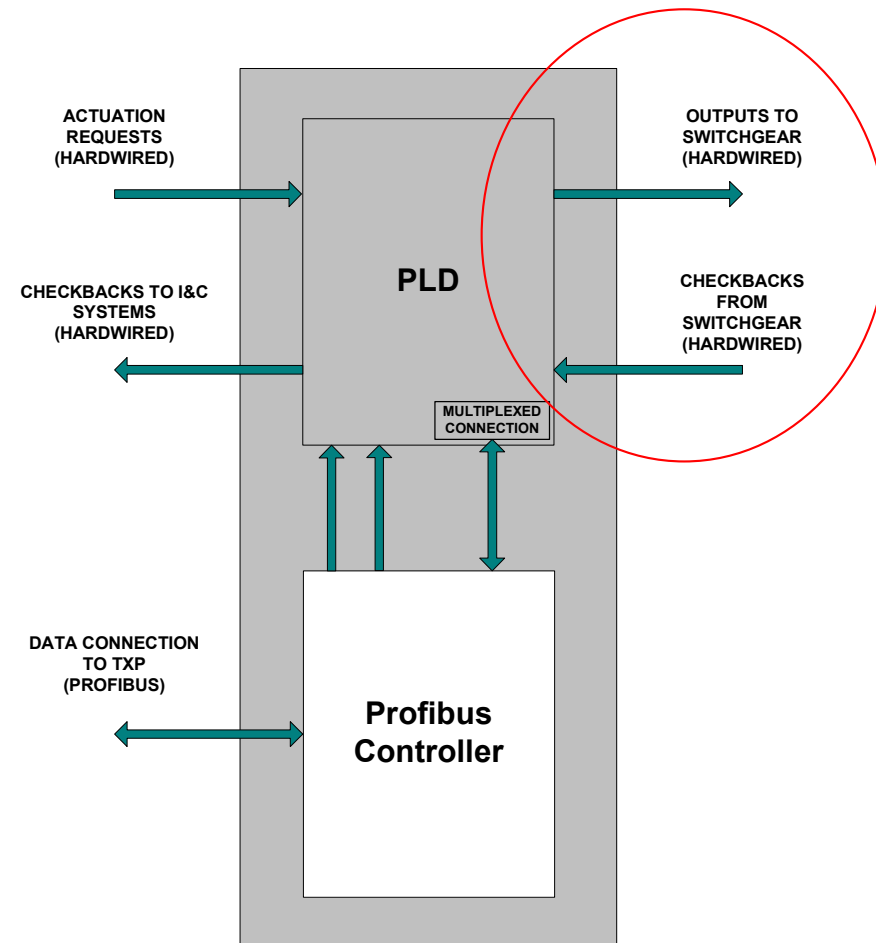 ACTUATION
REQUESTS
(HARDWIRED)
OUTPUTS TO
SWITCHGEAR
(HARDWIRED)
PLD
CHECKBACKS TO I&C
SYSTEMS
(HARDWIRED)
CHECKBACKS
FROM
SWITCHGEAR
(HARDWIRED)
MULTIPLEXED
CONNECTION
DATA CONNECTION
TO TXP
(PROFIBUS)
Profibus
Controller